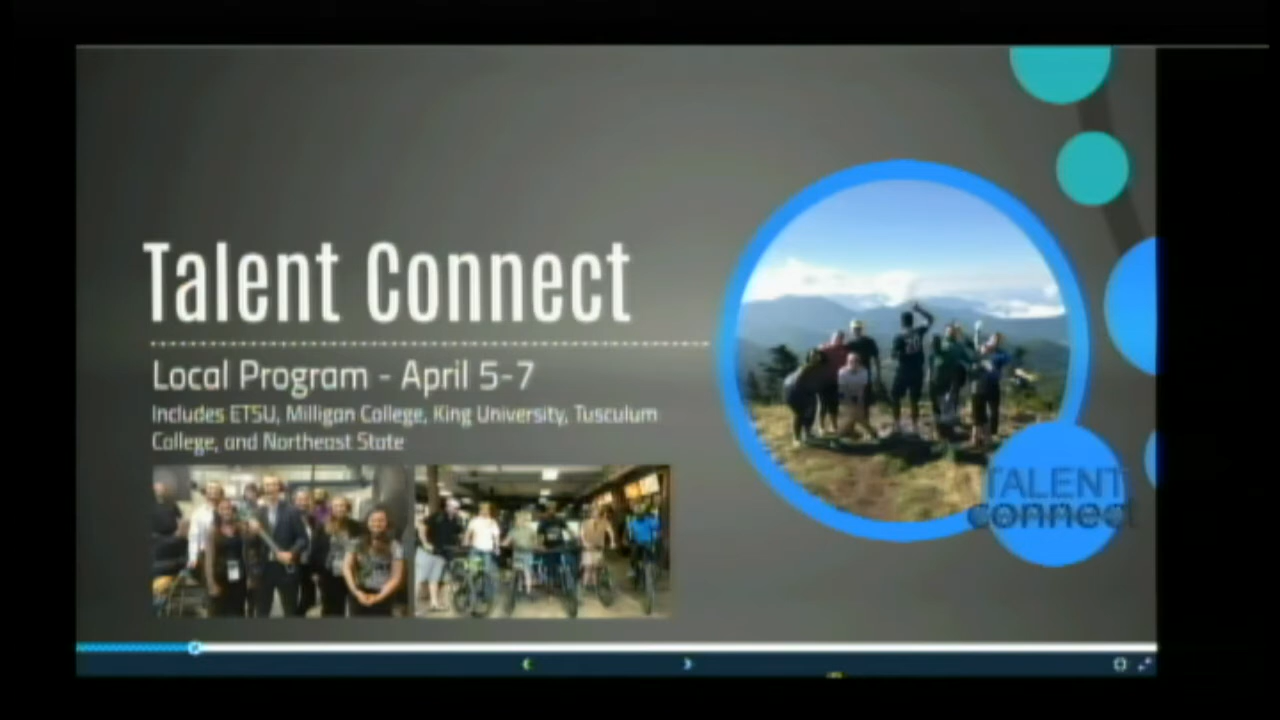 Talent Connect
Local Program - April 5-7
Includes ETSU, Milligan College, King University, Tusculum
College, and Northeast State
TALENT
connect